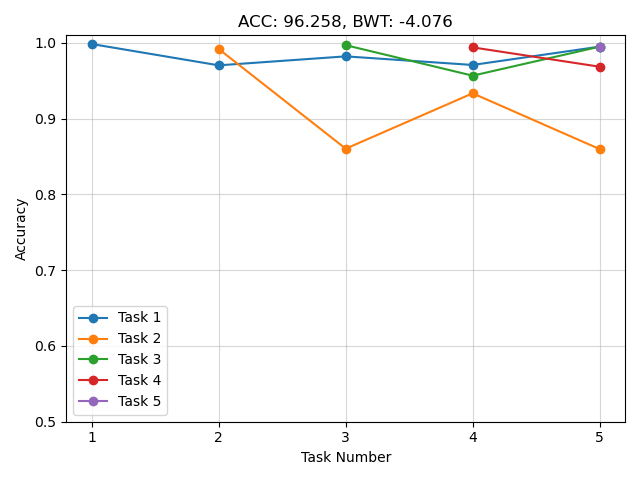 ACC: 96.258, BWT: -4.076
1.0
0.9
0.8
0.7
0.6
0.5
Accuracy
Task 1
Task 2
Task 3
Task 4
Task 5
1 2 3 4 5
Task Number